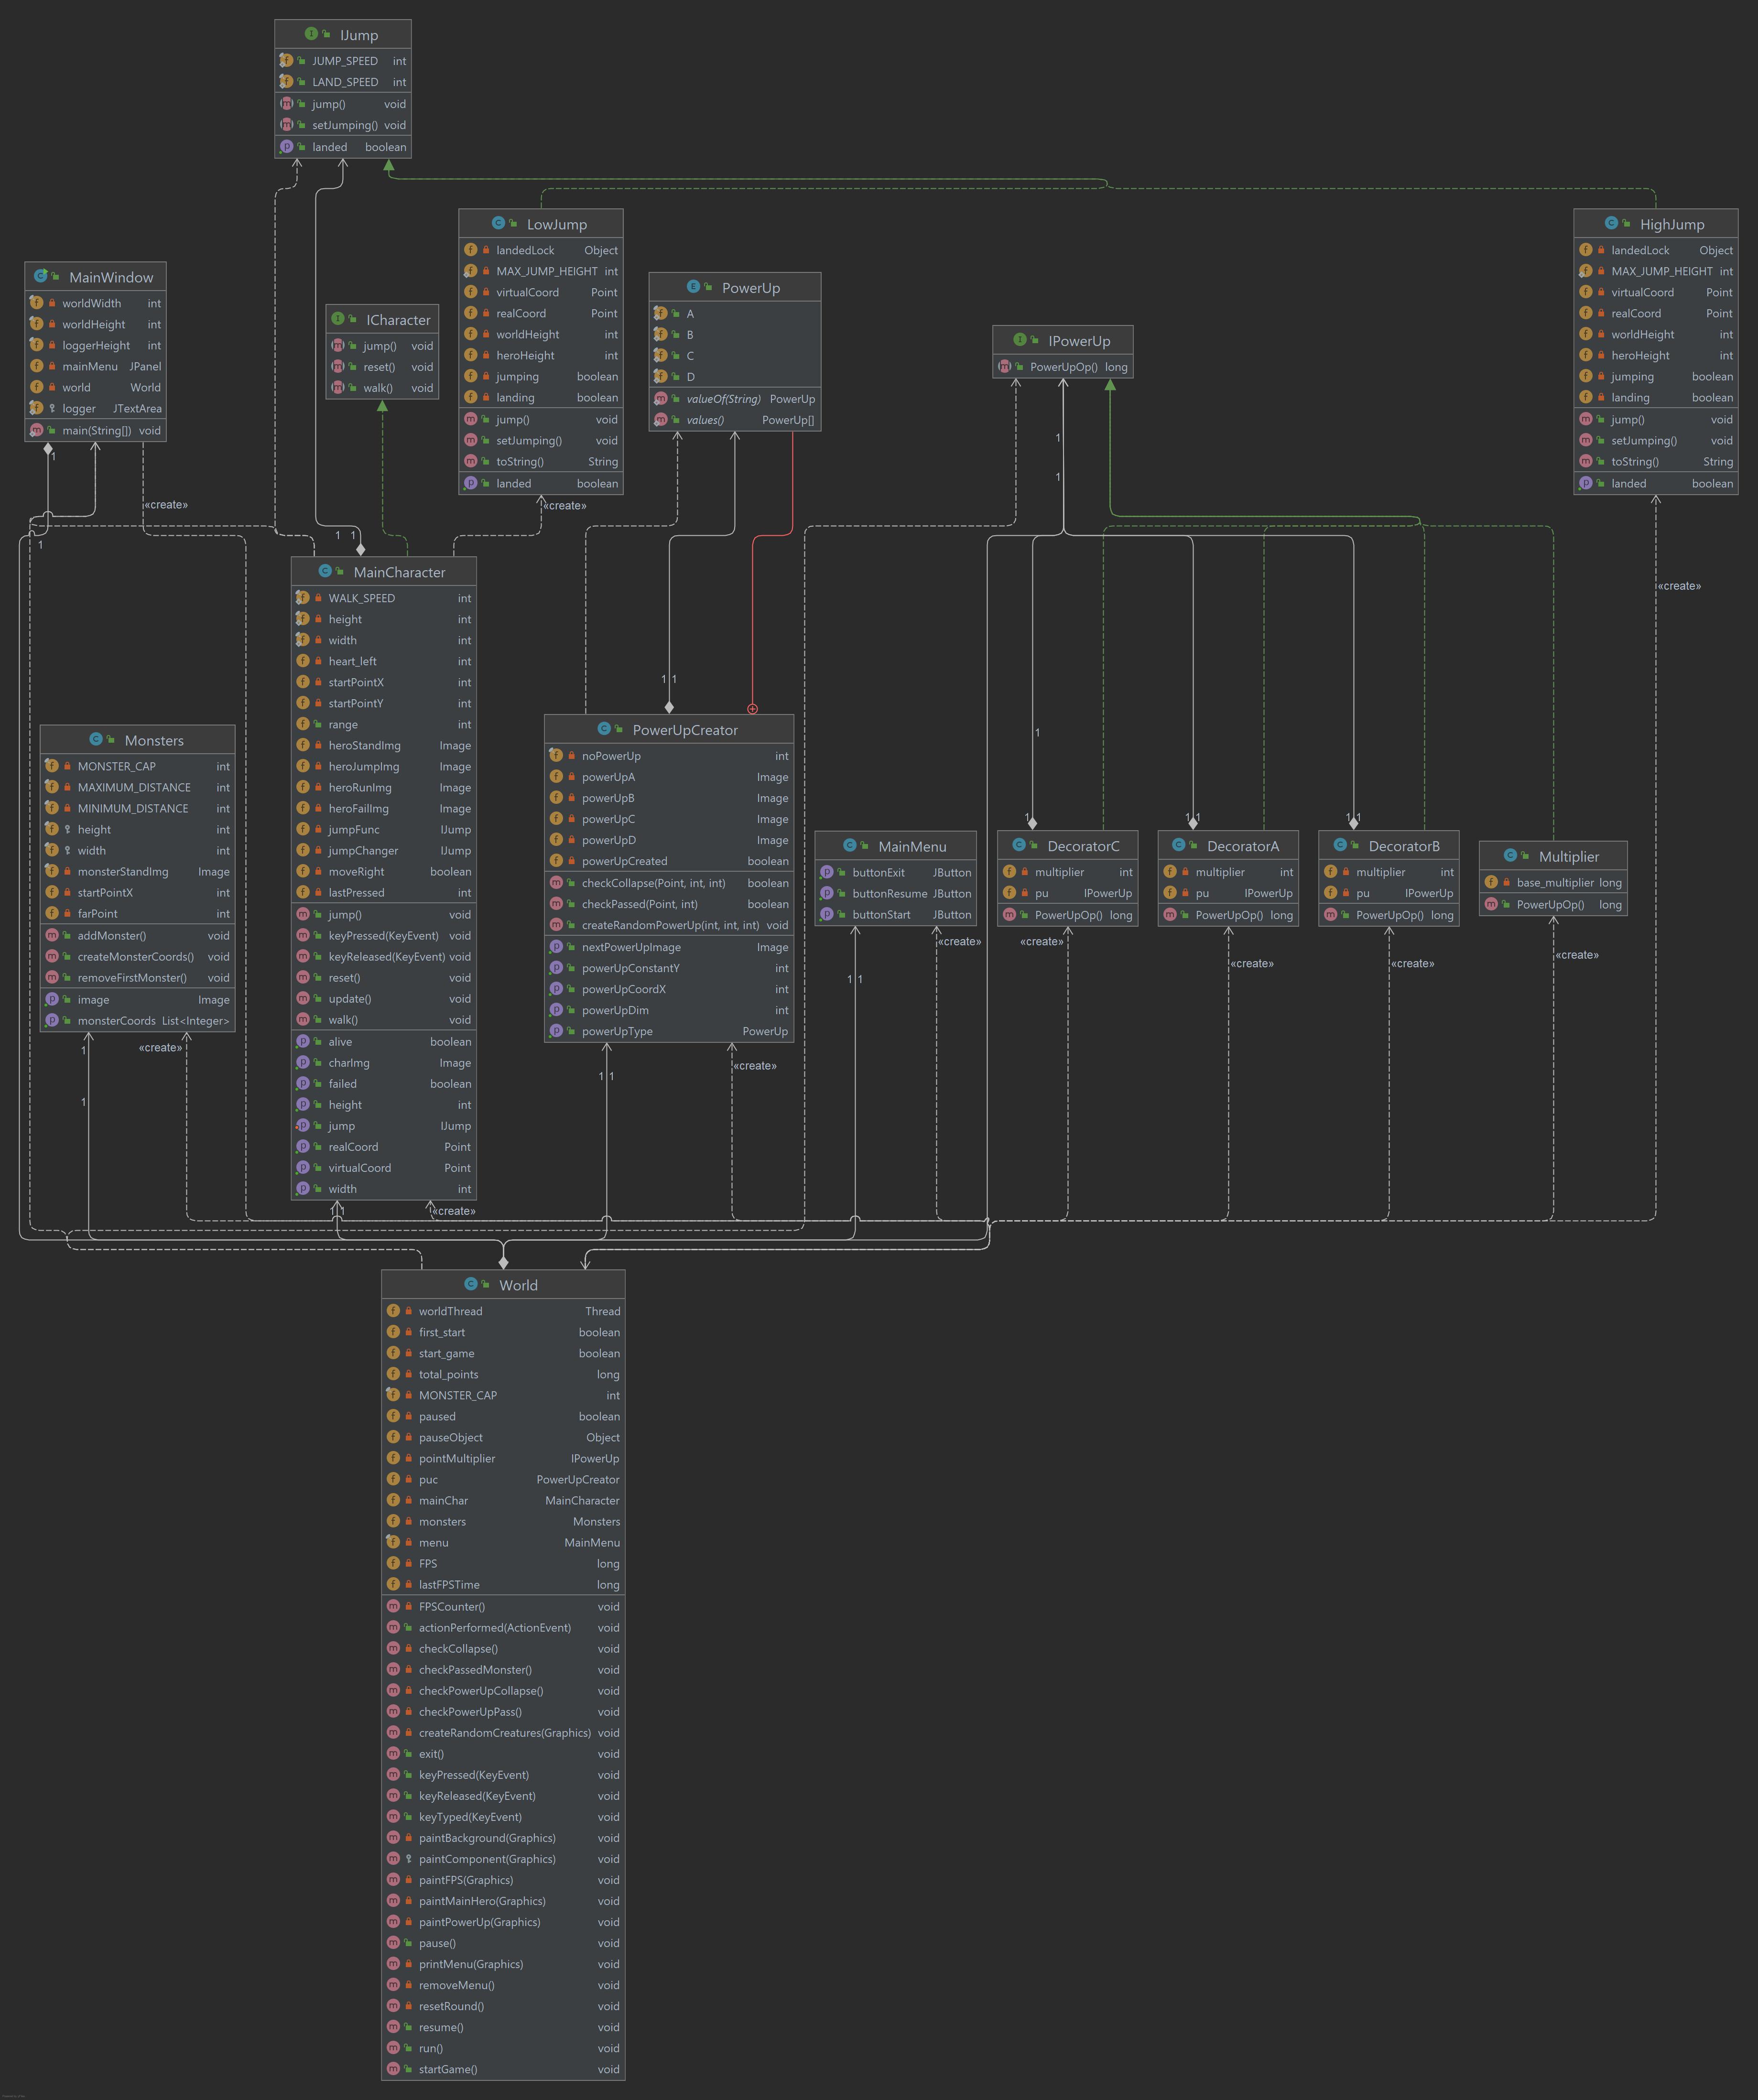 IJump
JUMP_SPEED int
LAND_SPEED int
jump() void
setJumping() void
landed boolean
LowJump
landedLock Object
MAX_JUMP_HEIGHT int
virtualCoord Point
realCoord Point
worldHeight int
heroHeight int
jumping boolean
landing boolean
jump() void
setJumping() void
toString() String
landed boolean
HighJump
landedLock Object
MAX_JUMP_HEIGHT int
virtualCoord Point
realCoord Point
worldHeight int
heroHeight int
jumping boolean
landing boolean
jump() void
setJumping() void
toString() String
landed boolean
MainWindow
worldWidth int
worldHeight int
loggerHeight int
mainMenu JPanel
world World
logger JTextArea
main(String[]) void
ICharacter
jump() void
reset() void
walk() void
PowerUp
A
B
C
D
valueOf(String) PowerUp
values() PowerUp[]
IPowerUp
PowerUpOp() long
1
1
1
«create»
«create»
1
1 1
1
«create»
MainCharacter
WALK_SPEED int
height int
width int
heart_left int
startPointX int
startPointY int
range int
heroStandImg Image
heroJumpImg Image
heroRunImg Image
heroFailImg Image
jumpFunc IJump
jumpChanger IJump
moveRight boolean
lastPressed int
jump() void
keyPressed(KeyEvent) void
keyReleased(KeyEvent) void
reset() void
update() void
walk() void
alive boolean
charImg Image
failed boolean
height int
jump IJump
realCoord Point
virtualCoord Point
width int
1 1
1
Monsters
MONSTER_CAP int
MAXIMUM_DISTANCE int
MINIMUM_DISTANCE int
height int
width int
monsterStandImg Image
startPointX int
farPoint int
addMonster() void
createMonsterCoords() void
removeFirstMonster() void
image Image
monsterCoords List<Integer>
PowerUpCreator
noPowerUp int
powerUpA Image
powerUpB Image
powerUpC Image
powerUpD Image
powerUpCreated boolean
checkCollapse(Point, int, int) boolean
checkPassed(Point, int) boolean
createRandomPowerUp(int, int, int) void
nextPowerUpImage Image
powerUpConstantY int
powerUpCoordX int
powerUpDim int
powerUpType PowerUp
1
1 1
1 1
MainMenu
buttonExit JButton
buttonResume JButton
buttonStart JButton
DecoratorC
multiplier int
pu IPowerUp
PowerUpOp() long
DecoratorA
multiplier int
pu IPowerUp
PowerUpOp() long
DecoratorB
multiplier int
pu IPowerUp
PowerUpOp() long
Multiplier
base_multiplier long
PowerUpOp() long
«create»
«create»
«create»
«create»
«create»
1 1
1
«create»
«create»
1 1
1
1 1
«create»
World
worldThread Thread
first_start boolean
start_game boolean
total_points long
MONSTER_CAP int
paused boolean
pauseObject Object
pointMultiplier IPowerUp
puc PowerUpCreator
mainChar MainCharacter
monsters Monsters
menu MainMenu
FPS long
lastFPSTime long
FPSCounter() void
actionPerformed(ActionEvent) void
checkCollapse() void
checkPassedMonster() void
checkPowerUpCollapse() void
checkPowerUpPass() void
createRandomCreatures(Graphics) void
exit() void
keyPressed(KeyEvent) void
keyReleased(KeyEvent) void
keyTyped(KeyEvent) void
paintBackground(Graphics) void
paintComponent(Graphics) void
paintFPS(Graphics) void
paintMainHero(Graphics) void
paintPowerUp(Graphics) void
pause() void
printMenu(Graphics) void
removeMenu() void
resetRound() void
resume() void
run() void
startGame() void